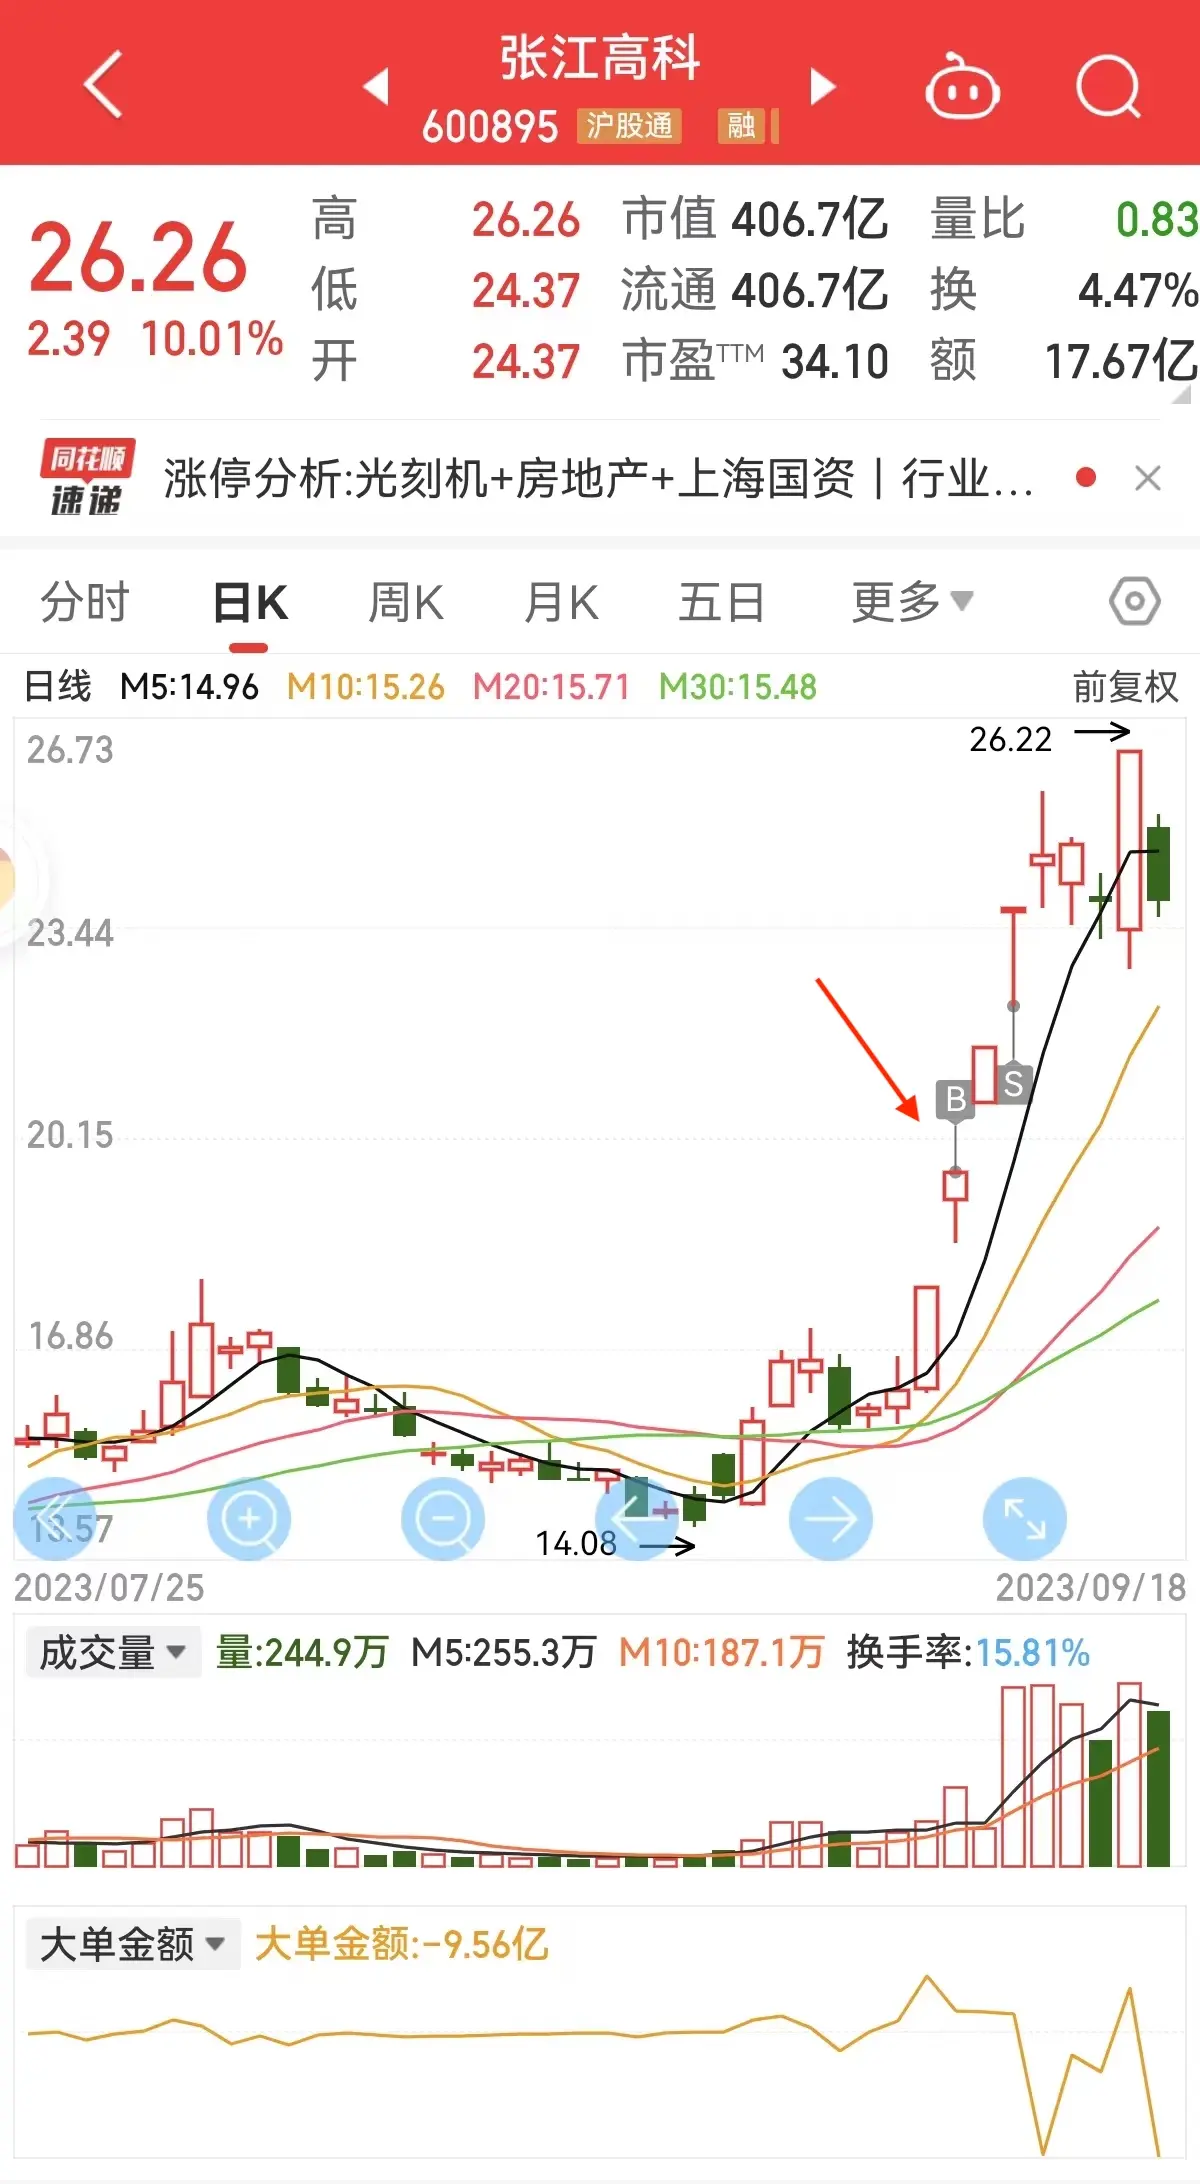 张江高科
600895 沪股通 融
26.26
2.39 10.01%
高 26.26 市值 406.7亿 量比 0.83
低 24.37 流通 406.7亿 换 4.47%
开 24.37 市盈TTM 34.10 额 17.67亿
同花顺
速递
涨停分析:光刻机+房地产+上海国资丨行业...
分时 日K 周K 月K 五日 更多
日线 M5:14.96 M10:15.26 M20:15.71 M30:15.48 前复权
26.73
26.22
23.44
B
S
20.15
16.86
13.57
14.08
2023/07/25 2023/09/18
成交量 量:244.9万 M5:255.3万 M10:187.1万 换手率:15.81%
大单金额 大单金额:-9.56亿